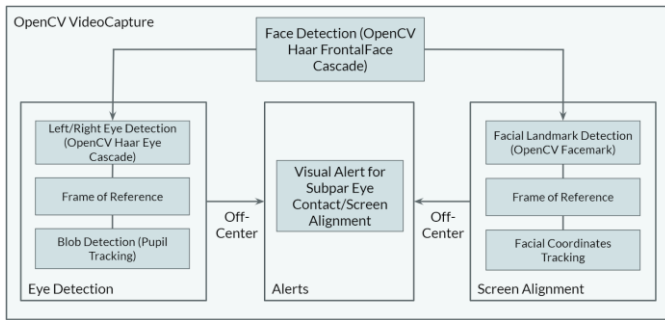 OpenCV VideoCapture
Face Detection (OpenCV
Haar FrontalFace
Cascade)
Left/Right Eye Detection
(OpenCV Haar Eye
Cascade)
Frame of Reference
Blob Detection (Pupil
Tracking)
Eye Detection
Off-
Center
Visual Alert for
Subpar Eye
Contact/Screen
Alignment
Alerts
Off-
Center
Facial Landmark Detection
(OpenCV Facemark)
Frame of Reference
Facial Coordinates
Tracking
Screen Alignment